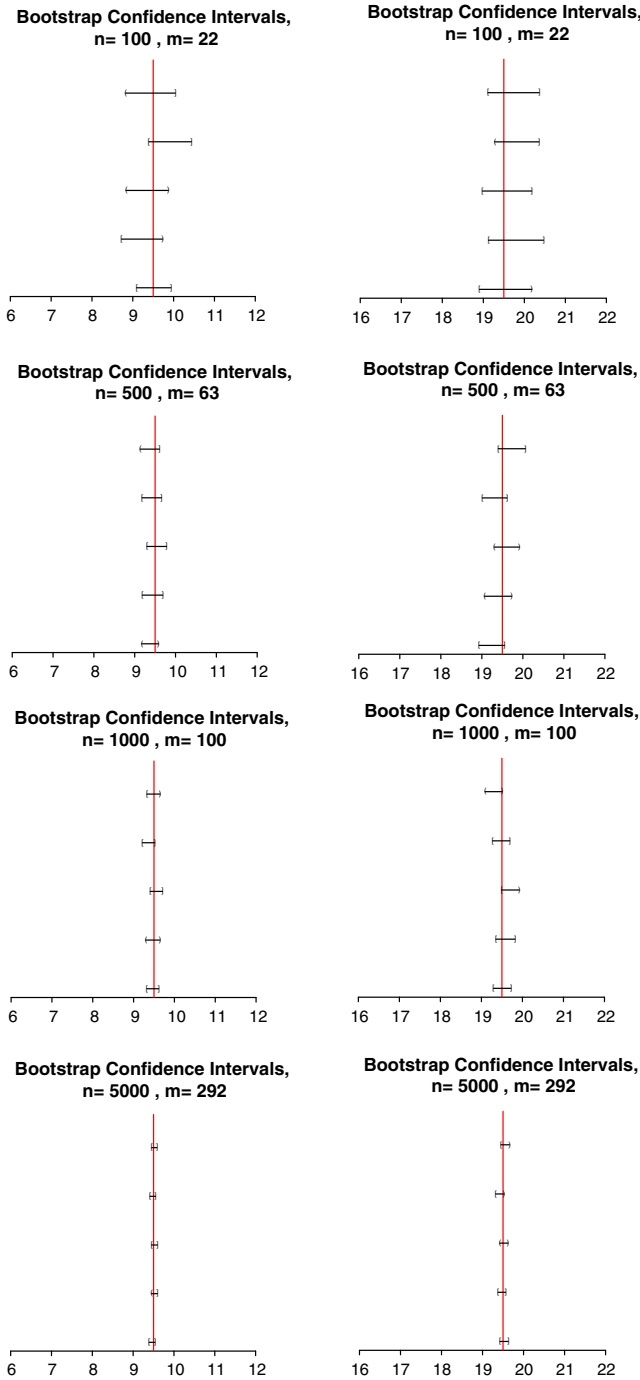 Bootstrap Confidence Intervals,
n= 100 , m= 22
6 7 8 9 10 11 12
Bootstrap Confidence Intervals,
n= 100 , m= 22
16 17 18 19 20 21 22
Bootstrap Confidence Intervals,
n= 500 , m= 63
6 7 8 9 10 11 12
Bootstrap Confidence Intervals,
n= 500 , m= 63
16 17 18 19 20 21 22
Bootstrap Confidence Intervals,
n= 1000 , m= 100
6 7 8 9 10 11 12
Bootstrap Confidence Intervals,
n= 1000 , m= 100
16 17 18 19 20 21 22
Bootstrap Confidence Intervals,
n= 5000 , m= 292
6 7 8 9 10 11 12
Bootstrap Confidence Intervals,
n= 5000 , m= 292
16 17 18 19 20 21 22